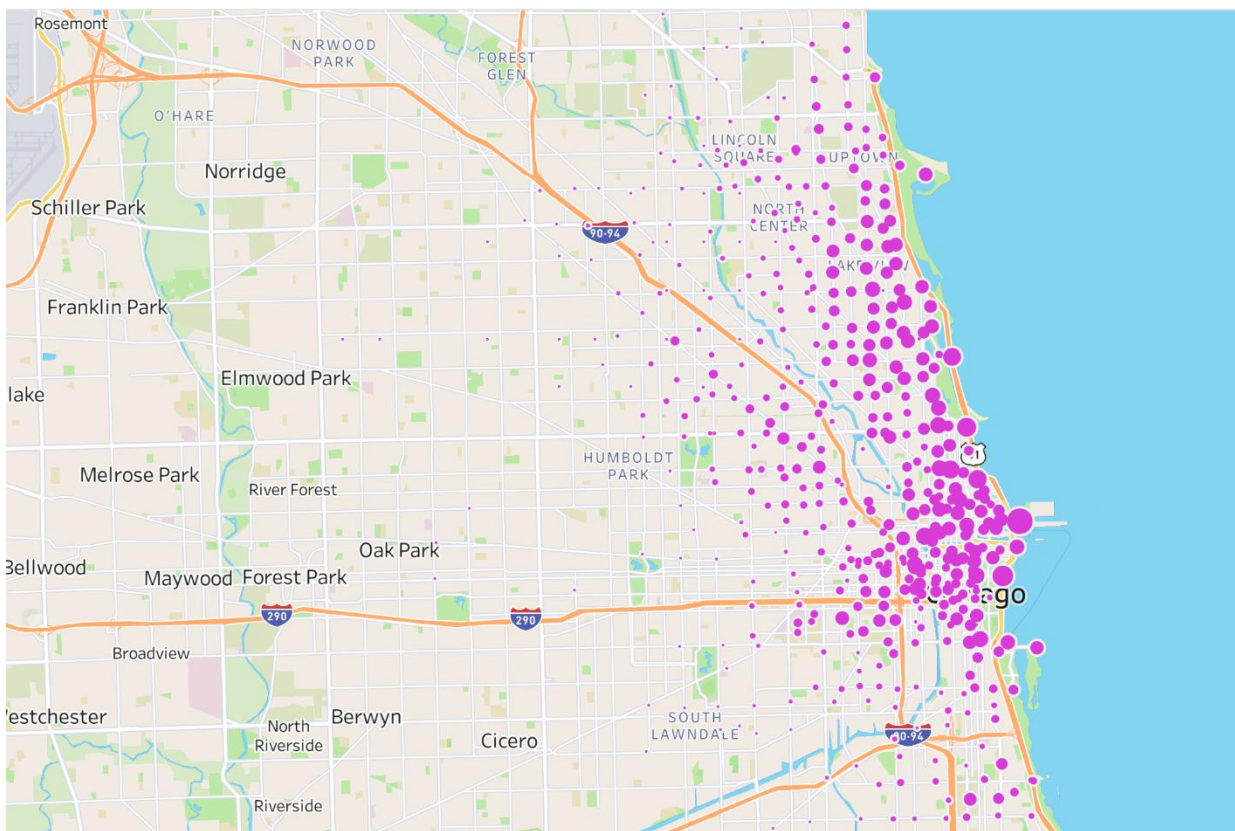 Rosemont
NORWOOD
PARK
FOREST
GLEN
O'HARE
LINCOLN
SQUARE
UPTOWN
Norridge
Schiller Park
NORTH
CENTER
90-94
LAKEVIEW
Franklin Park
Elmwood Park
lake
HUMBOLDT
PARK
Melrose Park
River Forest
Oak Park
Bellwood
Maywood
Forest Park
290
290
Broadview
Westchester
North
Riverside
Berwyn
Cicero
SOUTH
LAWNDALE
90-94
Riverside